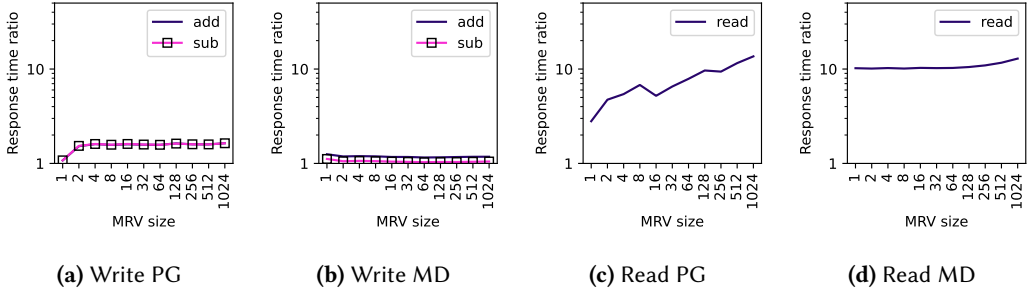 Response time ratio
10
1
add
sub
1
2
4
8
16
32
64
128
256
512
1024
MRV size
(a) Write PG
Response time ratio
10
1
add
sub
1
2
4
8
16
32
64
128
256
512
1024
MRV size
(b) Write MD
Response time ratio
10
1
read
1
2
4
8
16
32
64
128
256
512
1024
MRV size
(c) Read PG
Response time ratio
10
1
read
1
2
4
8
16
32
64
128
256
512
1024
MRV size
(d) Read MD